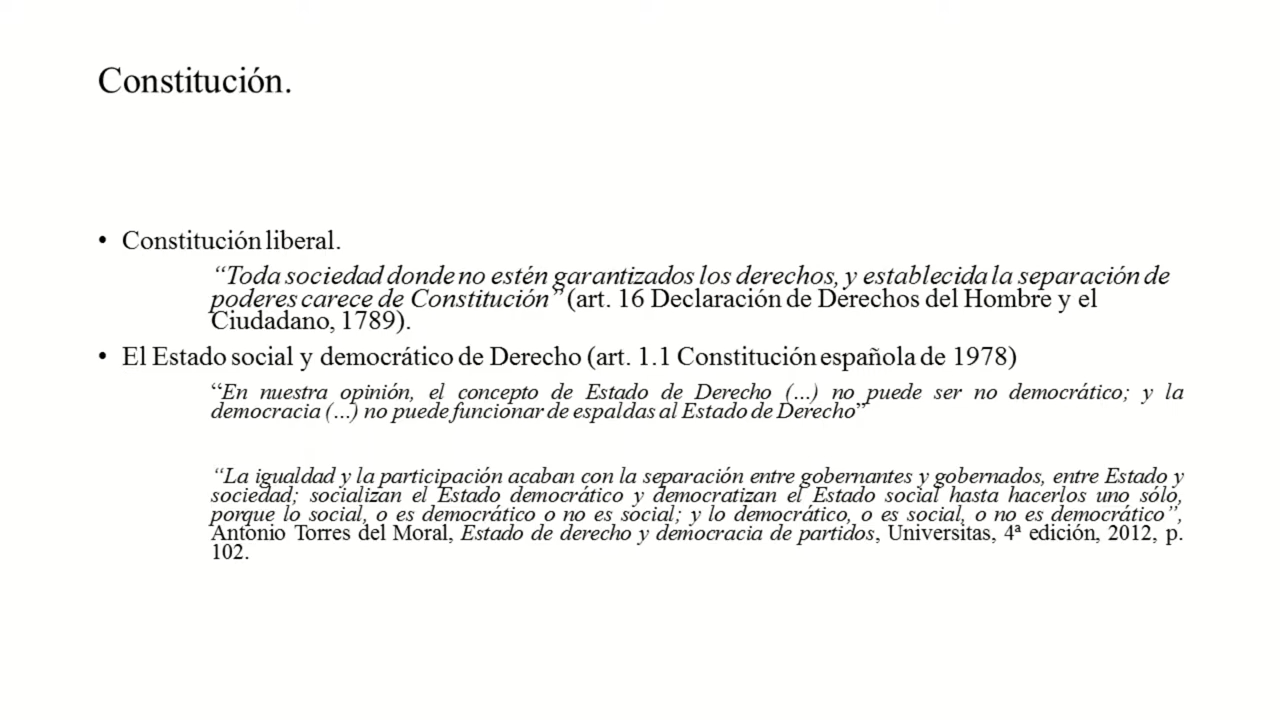 Constitución.
• Constitución liberal.
“Toda sociedad donde no estén garantizados los derechos, y establecida la separación de
poderes carece de Constitución” (art. 16 Declaración de Derechos del Hombre y el
Ciudadano, 1789).
• El Estado social y democrático de Derecho (art. 1.1 Constitución española de 1978)
“En nuestra opinión, el concepto de Estado de Derecho (...) no puede ser no democrático; y la
democracia (...) no puede funcionar de espaldas al Estado de Derecho”
“La igualdad y la participación acaban con la separación entre gobernantes y gobernados, entre Estado y
sociedad; socializan el Estado democrático y democratizan el Estado social hasta hacerlos uno sólo,
porque lo social, o es democrático o no es social; y lo democrático, o es social, o no es democrático”,
Antonio Torres del Moral, Estado de derecho y democracia de partidos, Universitas, 4ª edición, 2012, p.
102.